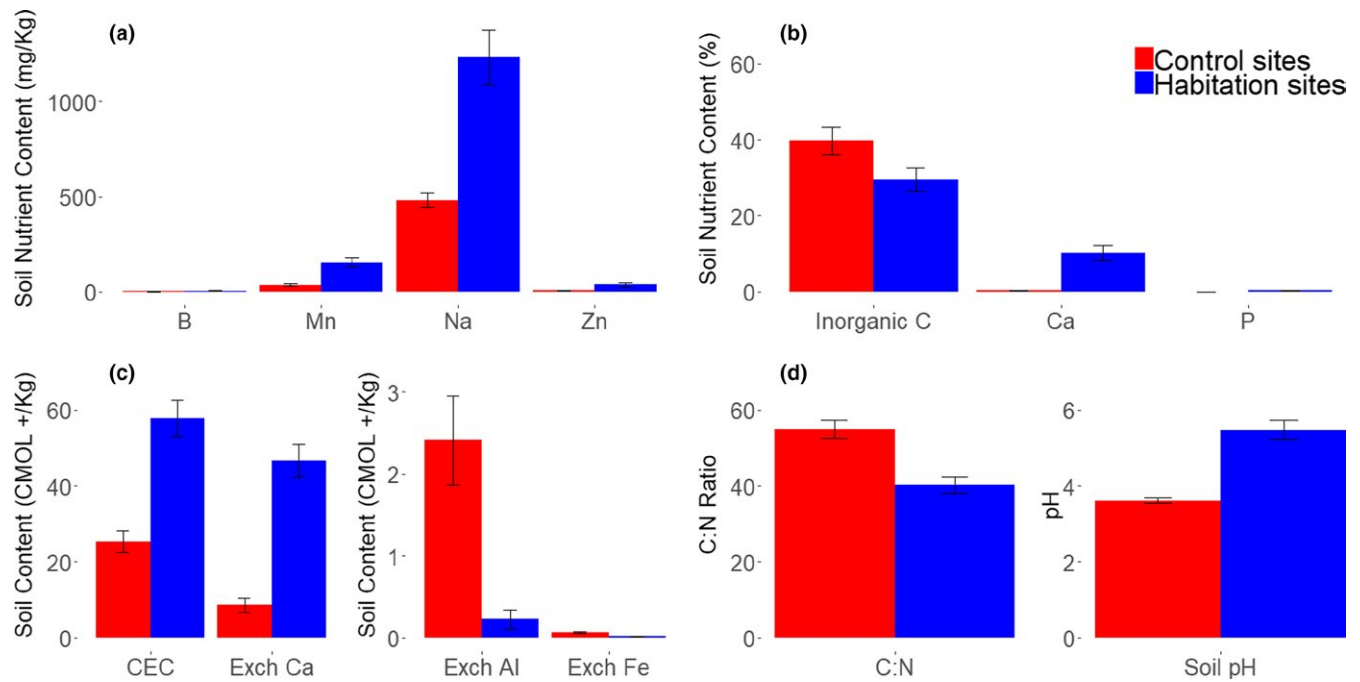 (a)
Soil Nutrient Content (mg/Kg)
1000
500
0
B Mn Na Zn
(b)
Soil Nutrient Content (%)
60
40
20
0
Inorganic C Ca P
Control sites
Habitation sites
(c)
Soil Content (CMOL +/Kg)
60
40
20
0
CEC Exch Ca
Soil Content (CMOL +/Kg)
3
2
1
0
Exch Al Exch Fe
(d)
C:N Ratio
60
40
20
0
C:N
pH
6
4
2
0
Soil pH